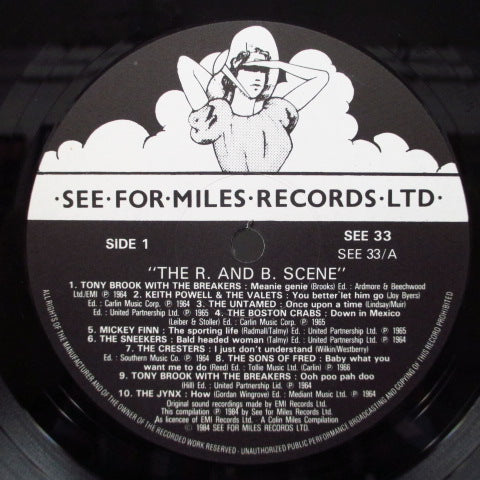 ·SEE·FOR·MILES·RECORDS·LTD·
SIDE 1
SEE 33
SEE 33/A
"THE R. AND B. SCENE"
1. TONY BROOK WITH THE BREAKERS : Meanie genie (Brooks) Ed. : Ardmore & Beechwood
Ltd./EMI ℗ 1964 2. KEITH POWELL & THE VALETS : You better let him go (Joy Byers)
Ed. : Carlin Music Corp. ℗ 1964 3. THE UNTAMED : Once upon a time (Lindsay/Muir)
Ed. : United Partnership Ltd. ℗ 1965 4. THE BOSTON CRABS : Down in Mexico
(Leiber & Stoller) Ed : Carlin Music Corp. ℗ 1965
5. MICKEY FINN : The sporting life (Radmall/Talmy) Ed : United Partnership Ltd. ℗ 1965
6. THE SNEEKERS : Bald headed woman (Talmy) Ed : United Partnership Ltd. ℗ 1964
7. THE CRESTERS : I just don't understand (Wilkin/Westberry)
Ed : Southern Music Co. ℗ 1964 8. THE SONS OF FRED : Baby what you
want me to do (Reed) Ed : Tollie Music Ltd. (Carlin) ℗ 1966
9. TONY BROOK WITH THE BREAKERS : Ooh poo pah doo
(Hill) Ed : United Partnership Lid. ℗ 1964
10. THE JYNX : How (Gordon Wingrove) Ed : Mediant Music Ltd. ℗ 1964
Original sound recordings made by EMI Records Ltd.
This compilation ℗ 1984 by See for Miles Records Ltd.
As licencee of EMI Records Ltd. A Colin Miles Compilation
© 1984 SEE FOR MILES RECORDS LTD.
ALL RIGHTS OF THE MANUFACTURER AND OF THE OWNER OF THE RECORDED WORK RESERVED · UNAUTHORIZED PUBLIC PERFORMANCE, BROADCASTING AND COPYING OF THIS RECORD PROHIBITED